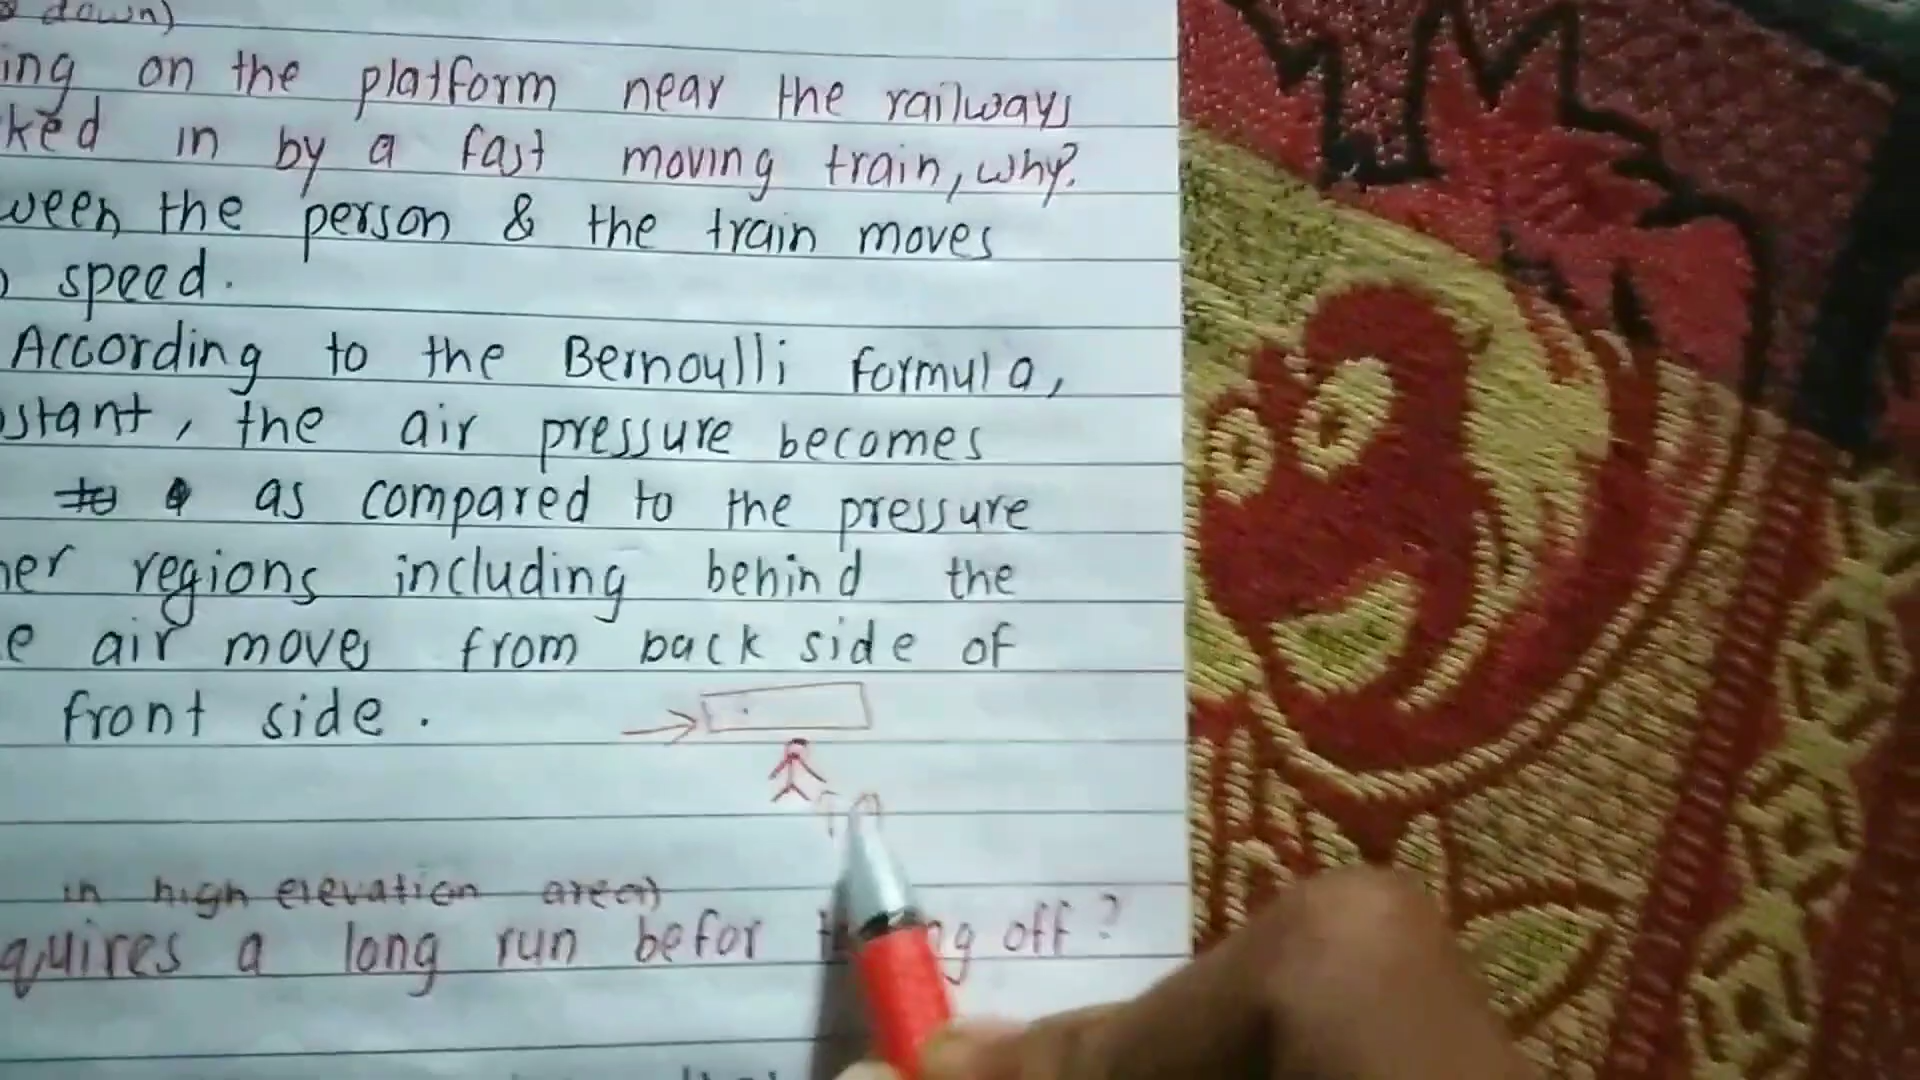 down)
ing on the platform near the railways
ked in by a fast moving train, why?
ween the person & the train moves
speed.
According to the Bernoulli formula,
stant, the air pressure becomes
to as compared to the pressure
her regions including behind the
e air moves from back side of
front side.
in high elevation area)
quires a long run befor off?